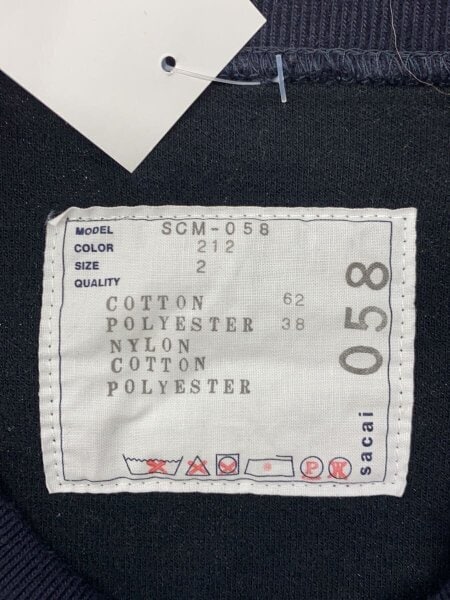 MODEL SCM-058
COLOR 212
SIZE 2
QUALITY
COTTON 62
POLYESTER 38
NYLON
COTTON
POLYESTER
P W
058
sacai